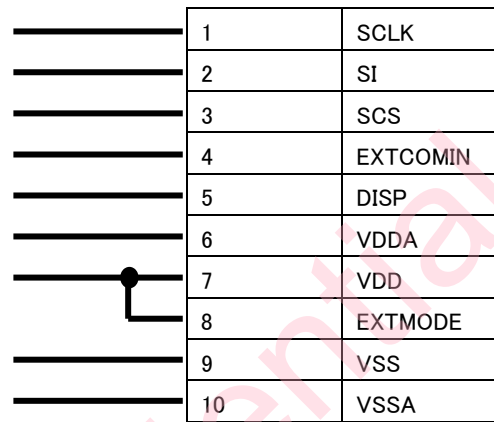 1 SCLK
2 SI
3 SCS
4 EXTCOMIN
5 DISP
6 VDDA
7 VDD
8 EXTMODE
9 VSS
10 VSSA